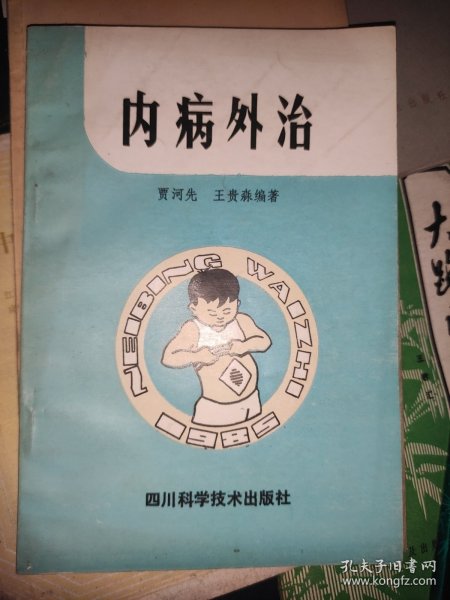 内病外治
贾河先 王贵淼编著
NEIBING WAIZHI
1985
四川科学技术出版社
孔夫子旧书网
www.kongfz.com